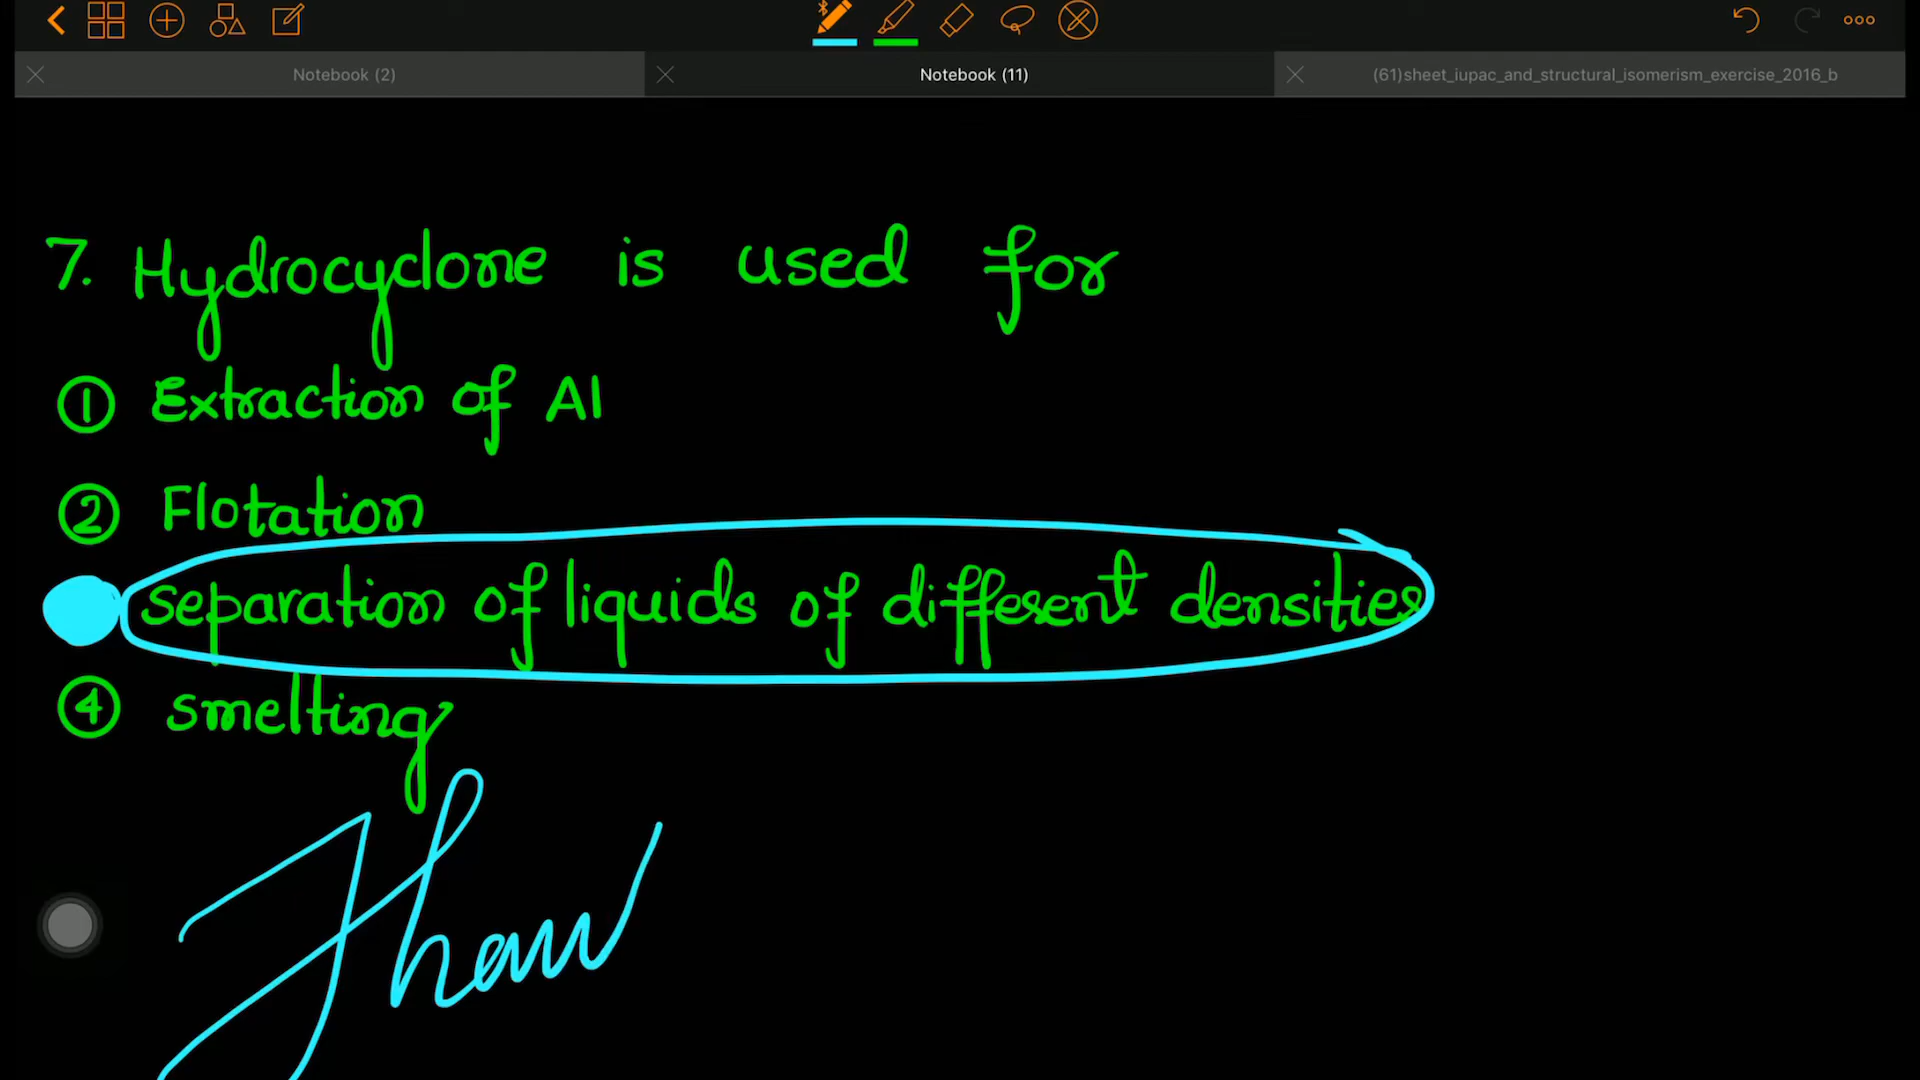 Notebook (2)
Notebook (11)
(61)sheet_iupac_and_structural_isomerism_exercise_2016_b
7. Hydrocyclone is used for
① Extraction of Al
② Flotation
separation of liquids of different densities
④ smelting